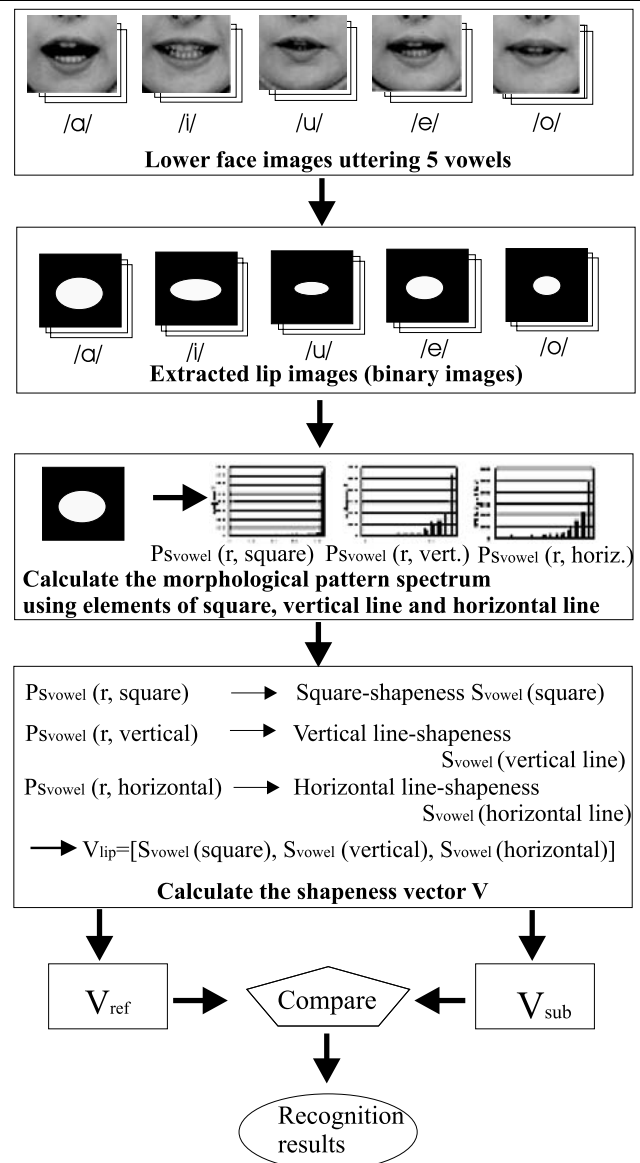 /a/ /i/ /u/ /e/ /o/
Lower face images uttering 5 vowels
/a/ /i/ /u/ /e/ /o/
Extracted lip images (binary images)
Psvowel (r, square) Psvowel (r, vert.) Psvowel (r, horiz.)
Calculate the morphological pattern spectrum
using elements of square, vertical line and horizontal line
Psvowel (r, square) Square-shapeness Svowel (square)
Psvowel (r, vertical) Vertical line-shapeness
Svowel (vertical line)
Psvowel (r, horizontal) Horizontal line-shapeness
Svowel (horizontal line)
Vlip=[Svowel (square), Svowel (vertical), Svowel (horizontal)]
Calculate the shapeness vector V
Vref Compare Vsub
Recognition
results